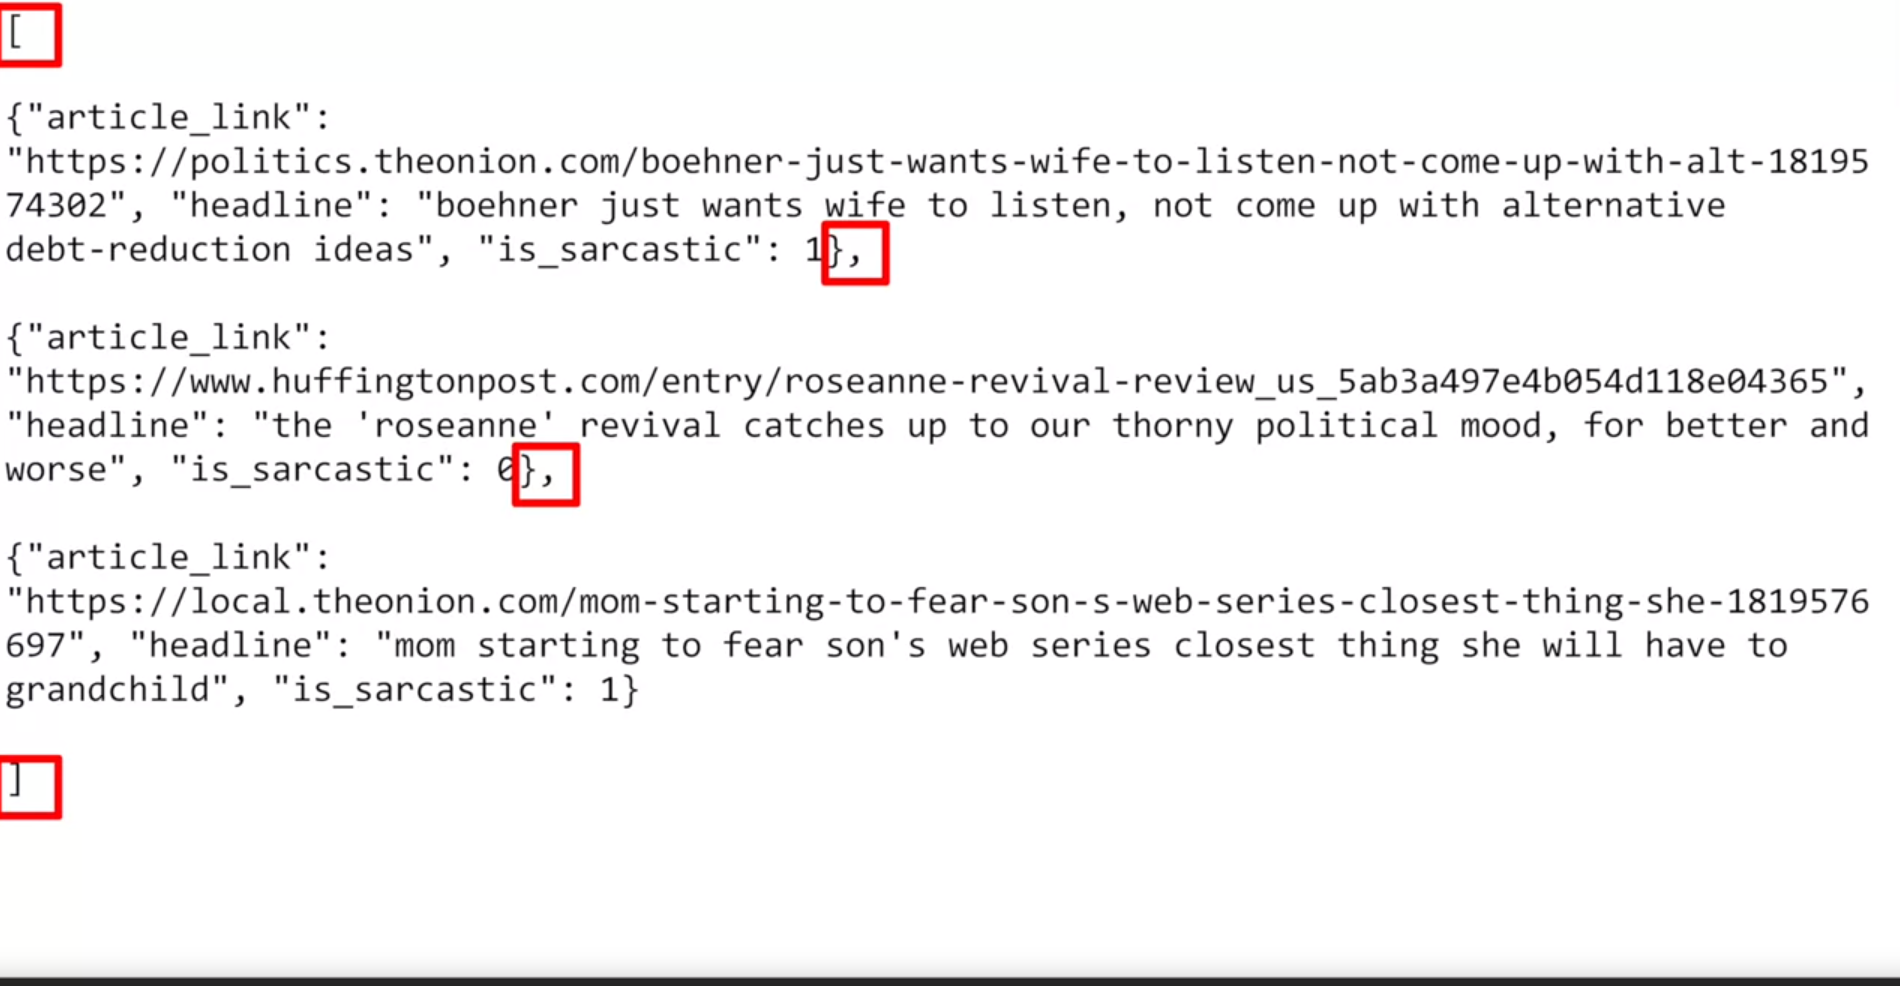 [
{"article_link":
"https://politics.theonion.com/boehner-just-wants-wife-to-listen-not-come-up-with-alt-18195
74302", "headline": "boehner just wants wife to listen, not come up with alternative
debt-reduction ideas", "is_sarcastic": 1},
{"article_link":
"https://www.huffingtonpost.com/entry/roseanne-revival-review_us_5ab3a497e4b054d118e04365",
"headline": "the 'roseanne' revival catches up to our thorny political mood, for better and
worse", "is_sarcastic": 0},
{"article_link":
"https://local.theonion.com/mom-starting-to-fear-son-s-web-series-closest-thing-she-1819576
697", "headline": "mom starting to fear son's web series closest thing she will have to
grandchild", "is_sarcastic": 1}
]